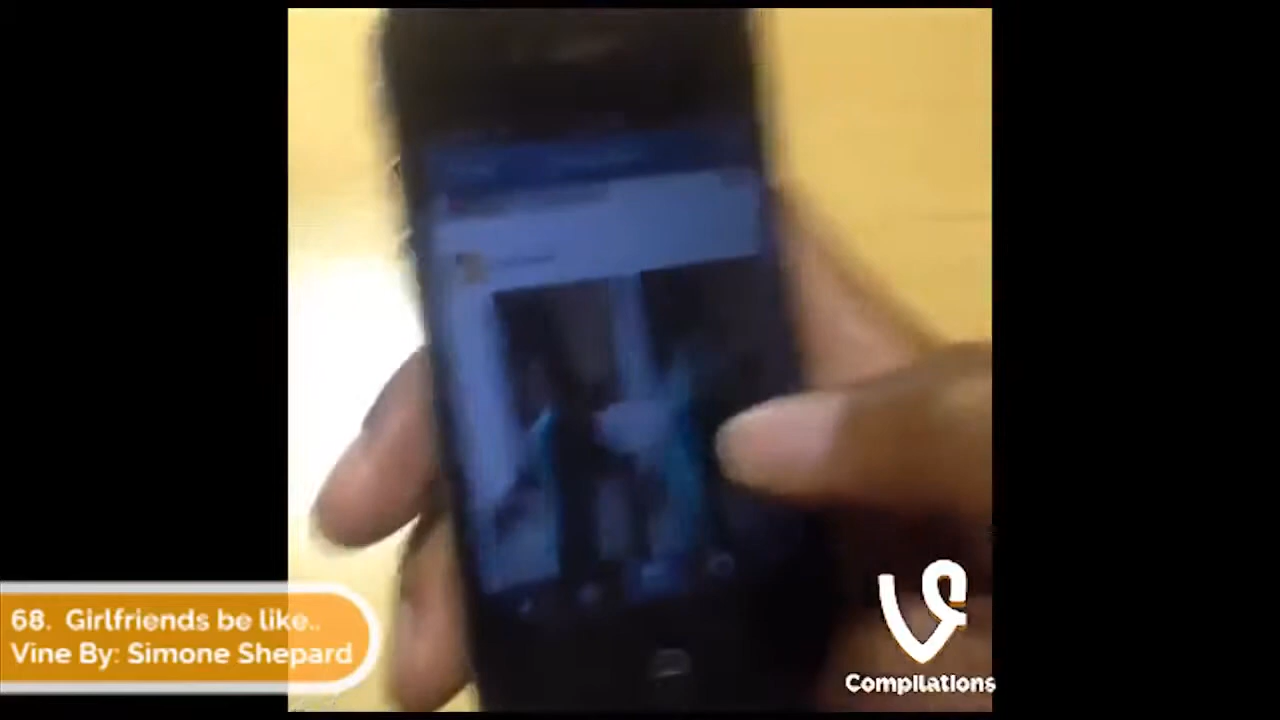 68. Girlfriends be like..
Vine By: Simone Shepard
Compilations